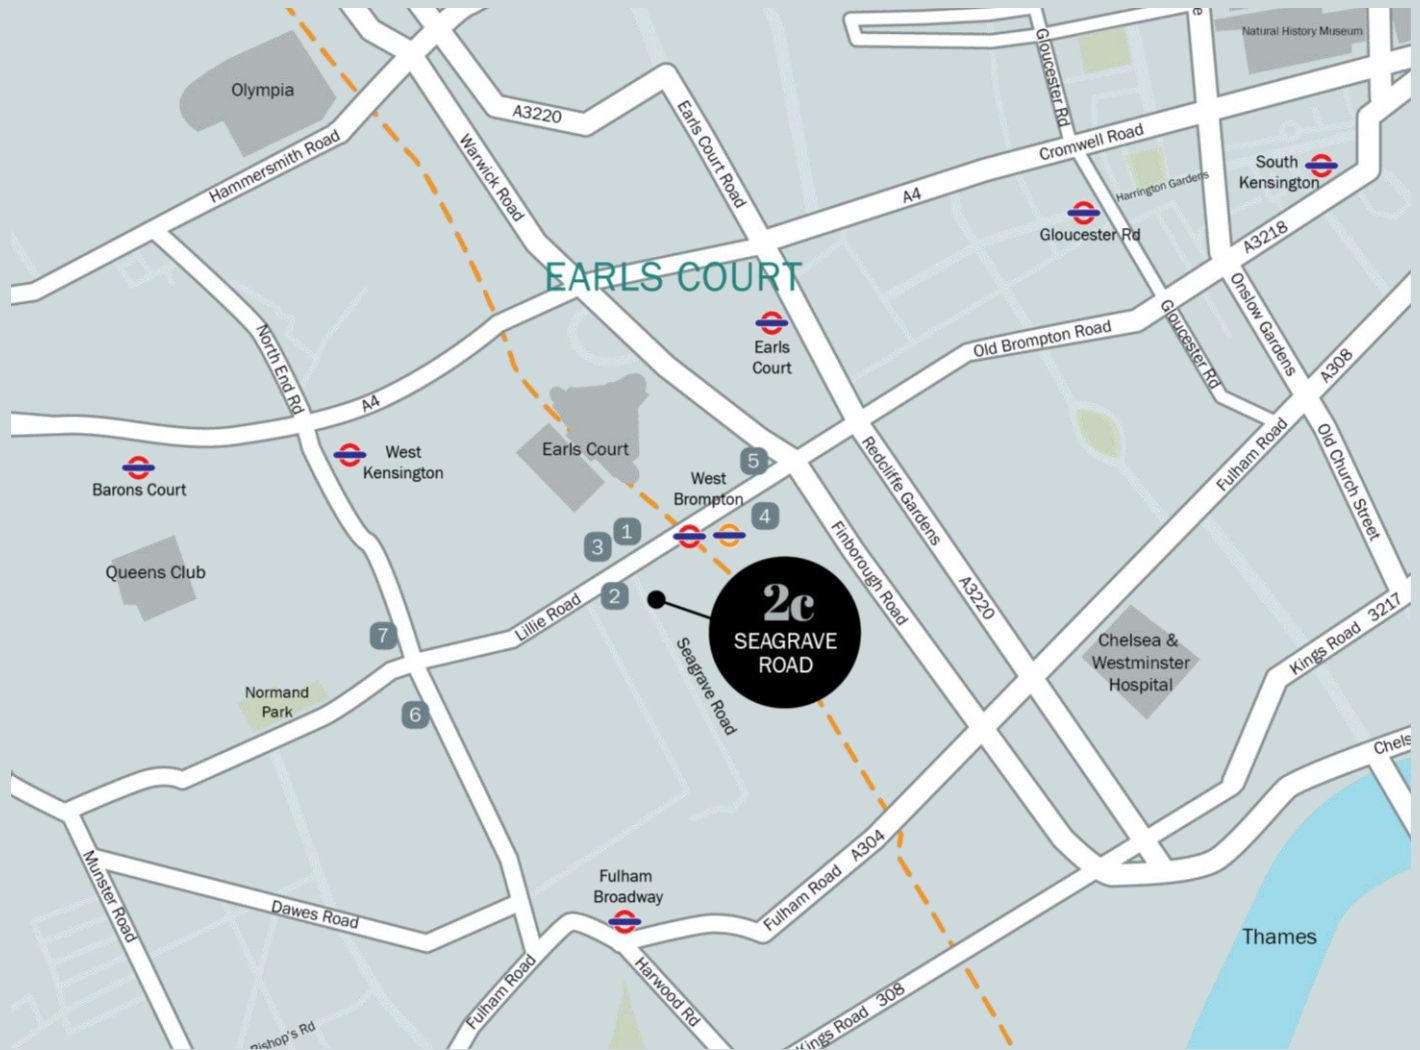 Natural History Museum
Olympia
A3220
Gloucester Rd
Earls Court Road
Warwick Road
Hammersmith Road
Cromwell Road
A4
South
Kensington
Harrington Gardens
Gloucester Rd
A3218
EARLS COURT
Earls
Court
Old Brompton Road
Onslow Gardens
Gloucester Rd
A308
North End Rd
A4
West
Kensington
Barons Court
Earls Court
5
West
Brompton
4
1
3
2
Redcliffe Gardens
Fulham Road
Old Church Street
Queens Club
Finborough Road
A3220
2c
SEAGRAVE
ROAD
Lillie Road
Seagrave Road
7
6
Normand
Park
Chelsea &
Westminster
Hospital
Kings Road 3217
Chels
Munster Road
Dawes Road
Fulham
Broadway
Fulham Road A304
Fulham Road
Harwood Rd
Kings Road 308
Thames
Bishop's Rd
e